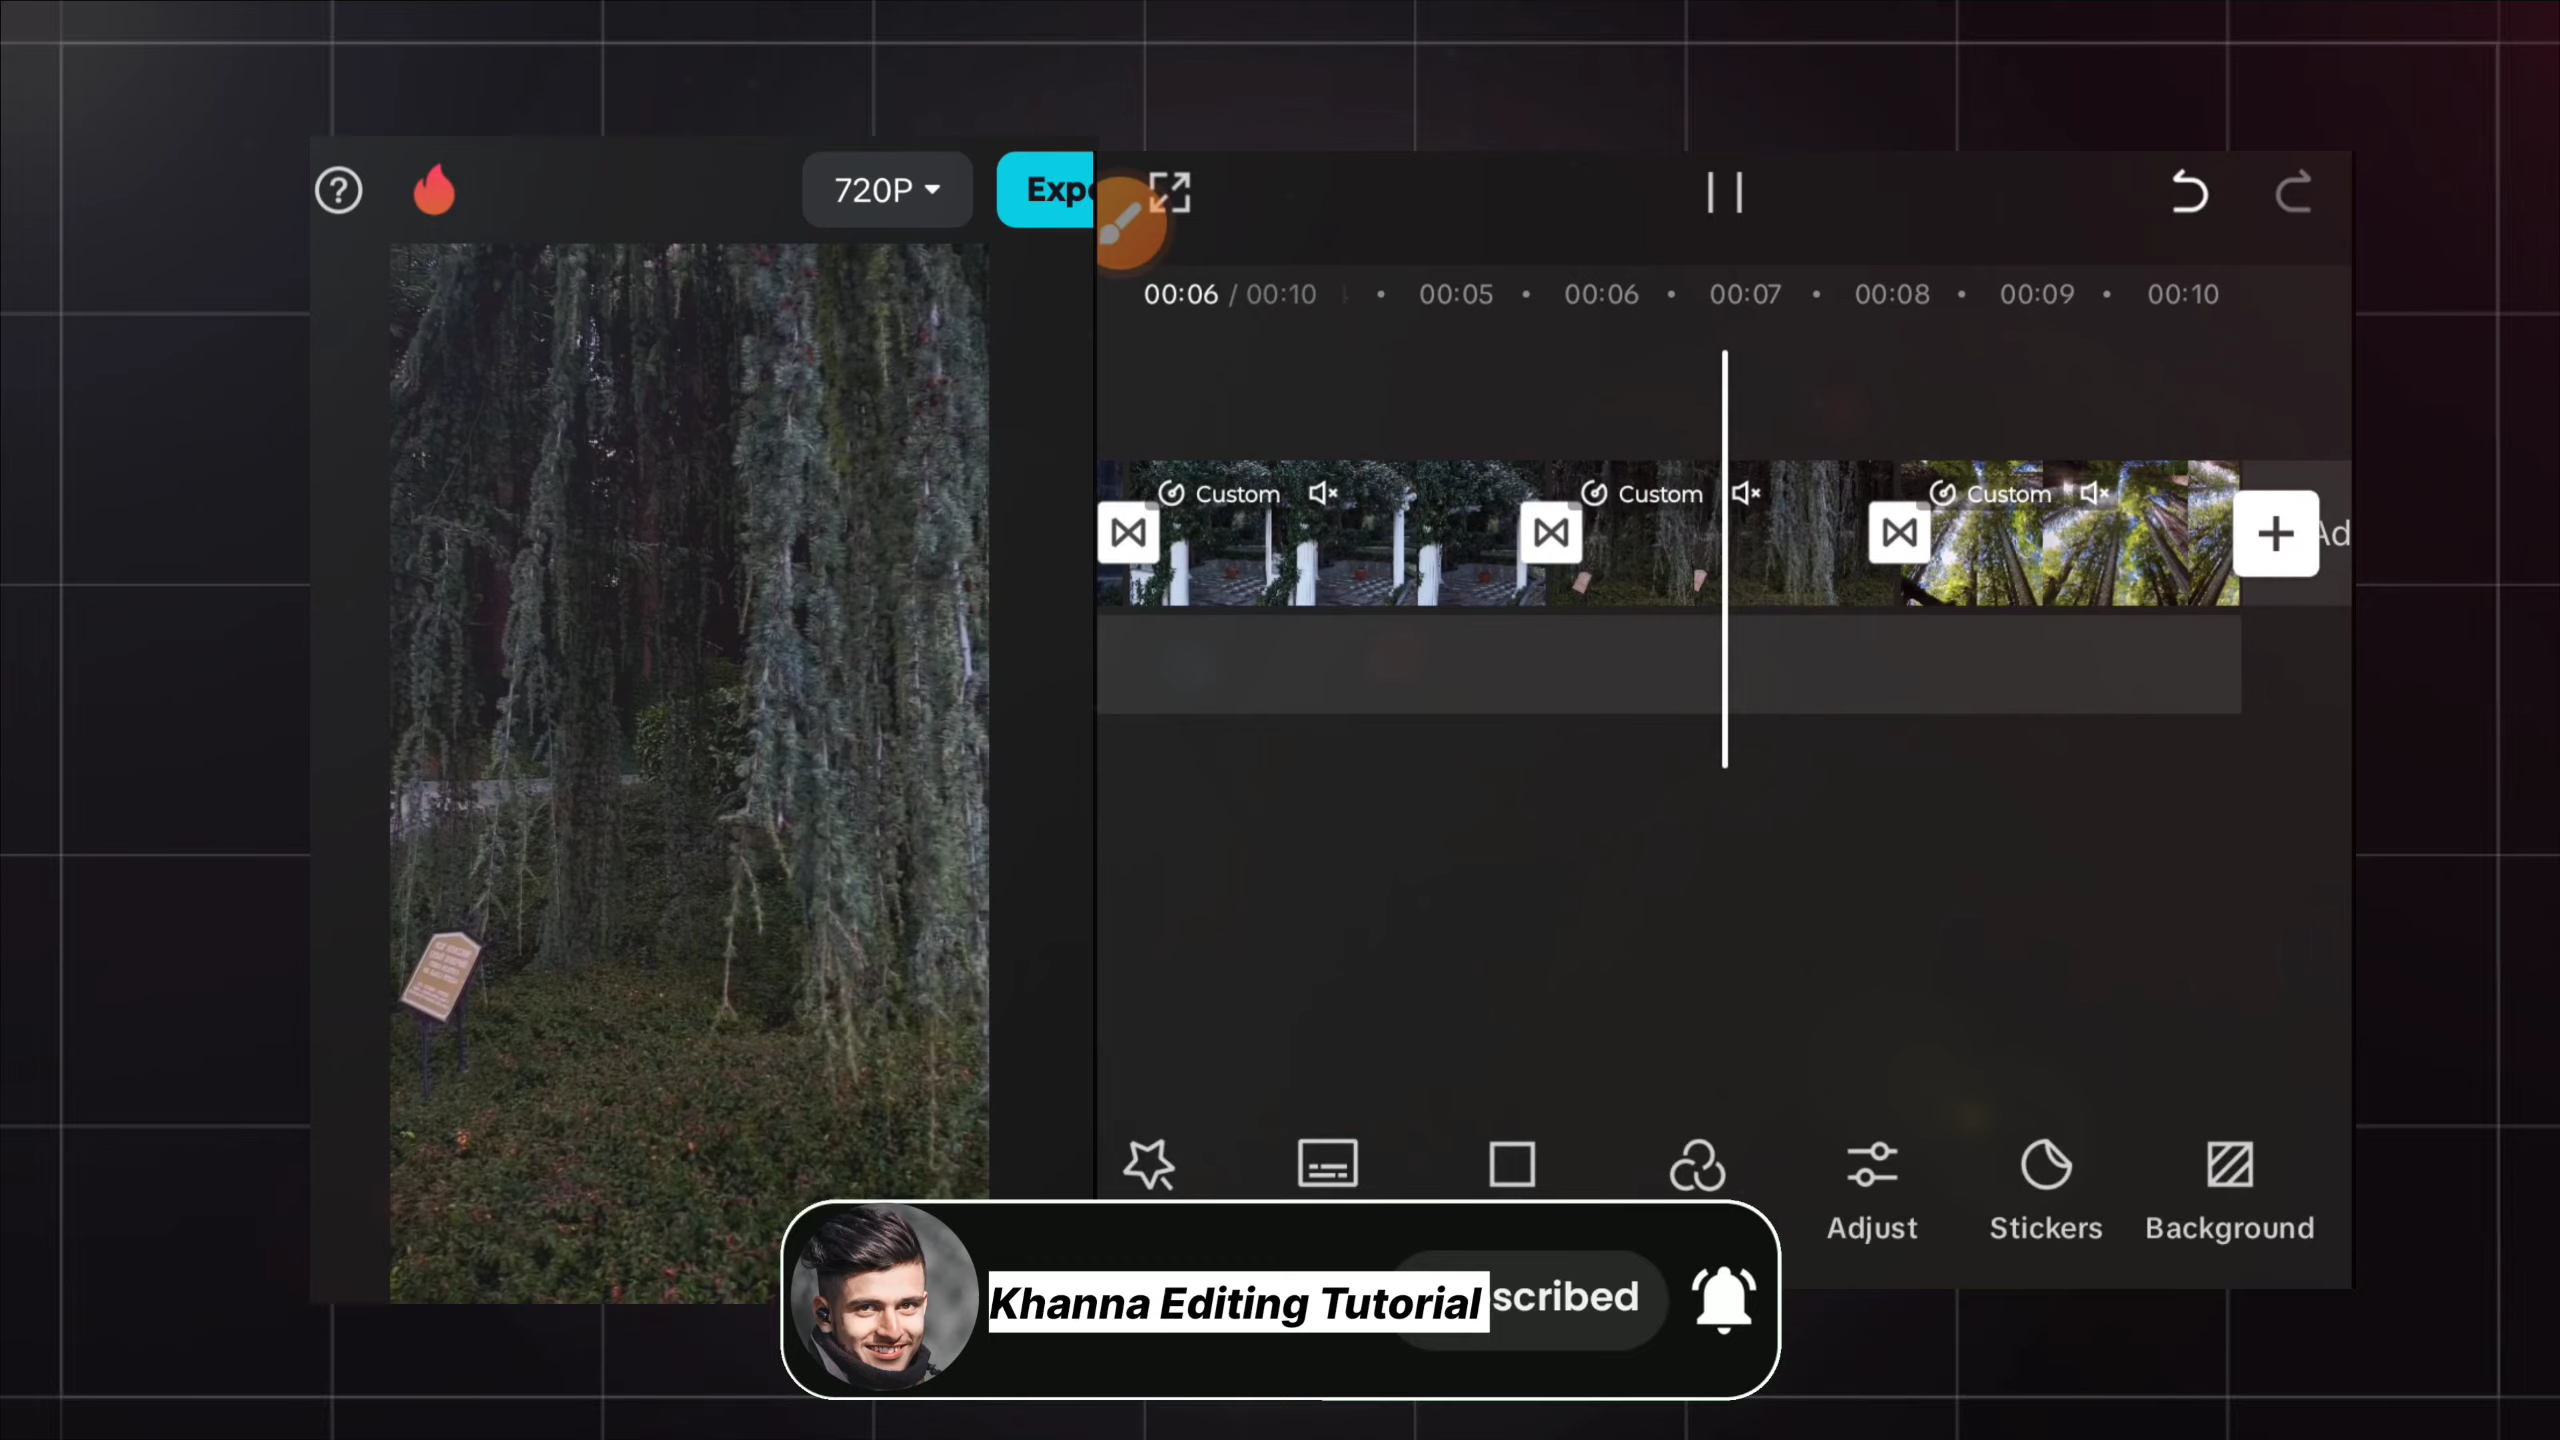 720P
Expo
00:06 / 00:10
00:05
00:06
00:07
00:08
00:09
00:10
Custom
Custom
Custom
Ad
Adjust
Stickers
Background
Khanna Editing Tutorial
scribed